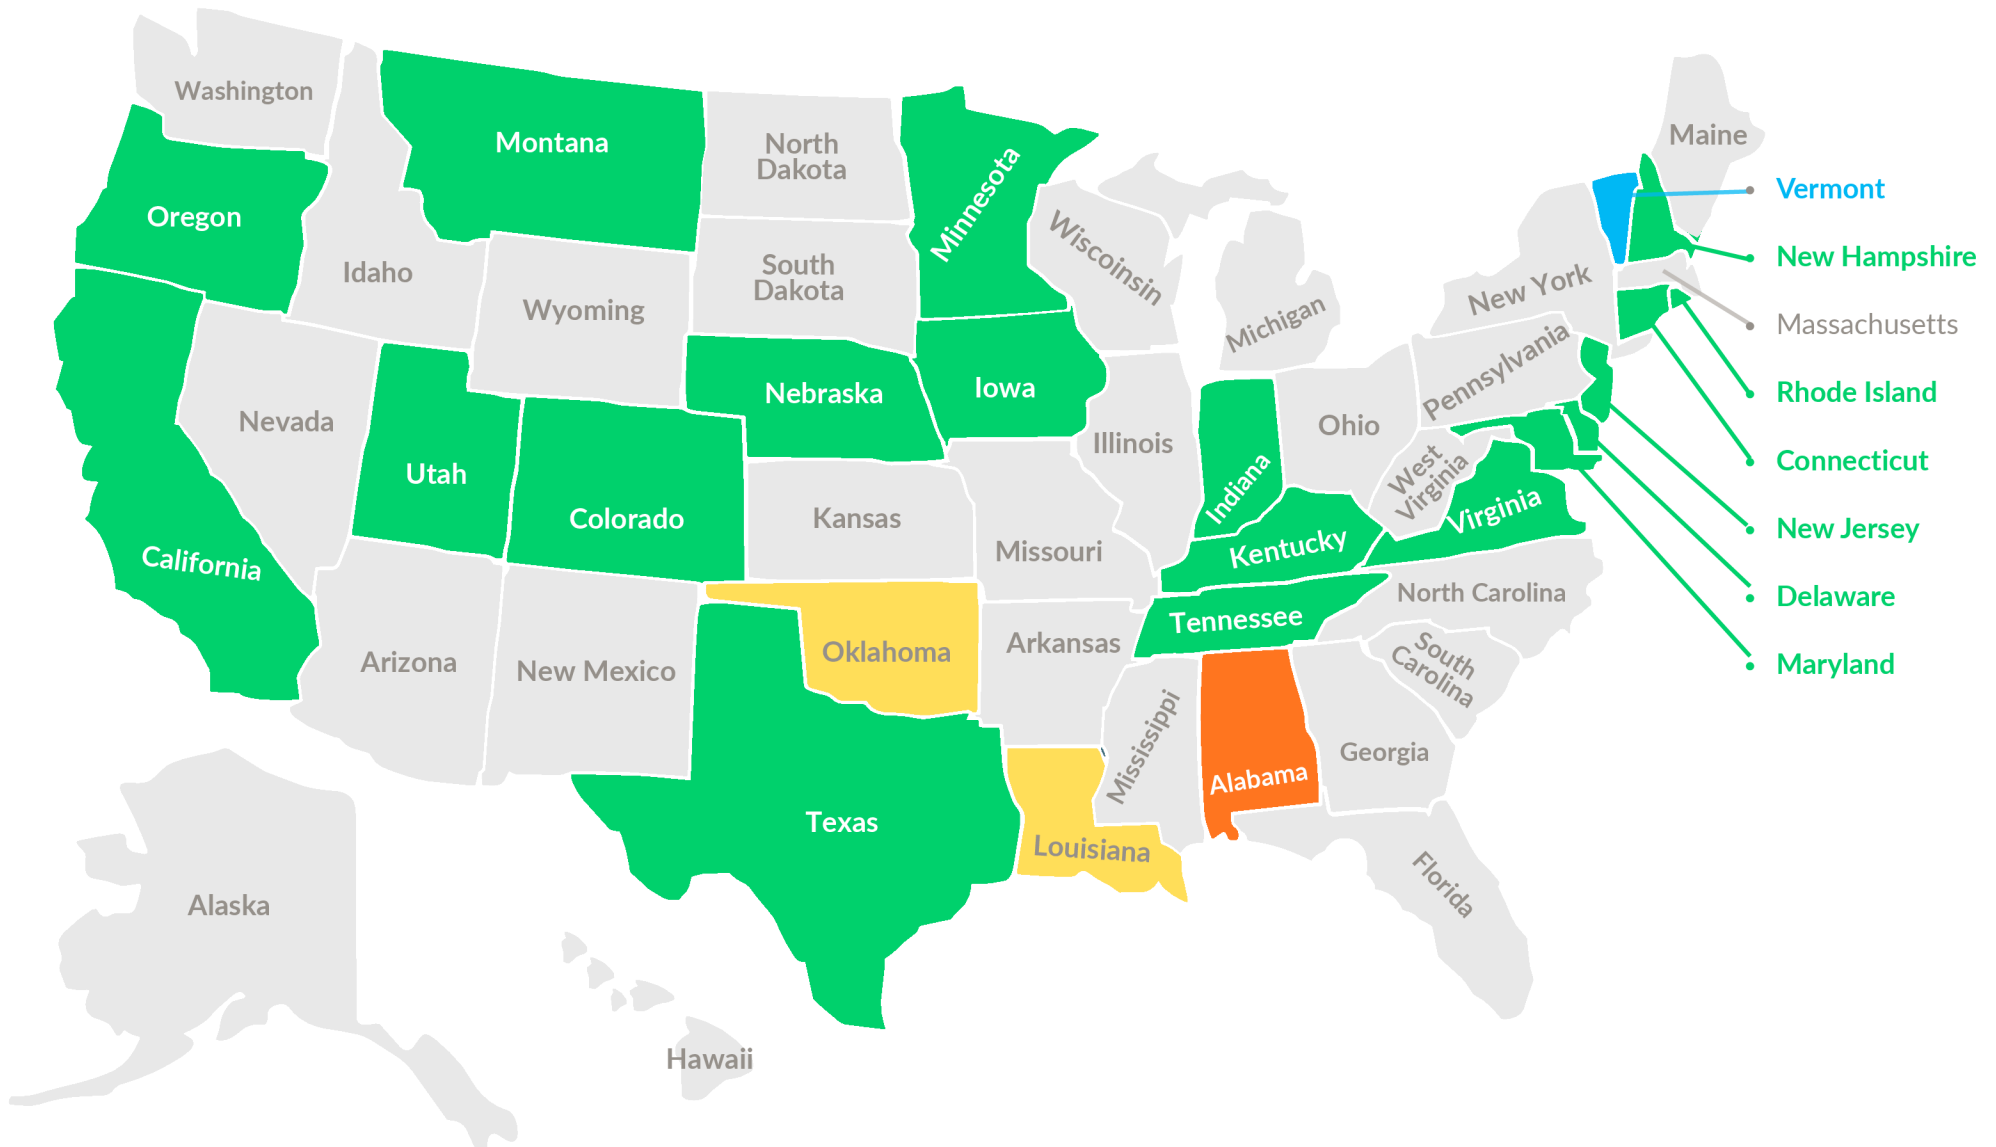 Washington
Montana
North
Dakota
Minnesota
Maine
Oregon
Vermont
Idaho
Wyoming
South
Dakota
Wiscoinsin
Michigan
New York
New Hampshire
Massachusetts
Nevada
Utah
Nebraska
Iowa
Illinois
Indiana
Ohio
Pennsylvania
Rhode Island
Connecticut
Colorado
Kansas
Missouri
Kentucky
West
Virginia
Virginia
New Jersey
California
Tennessee
North Carolina
Delaware
Arizona
New Mexico
Oklahoma
Arkansas
South
Carolina
Maryland
Mississippi
Alabama
Georgia
Texas
Louisiana
Florida
Alaska
Hawaii